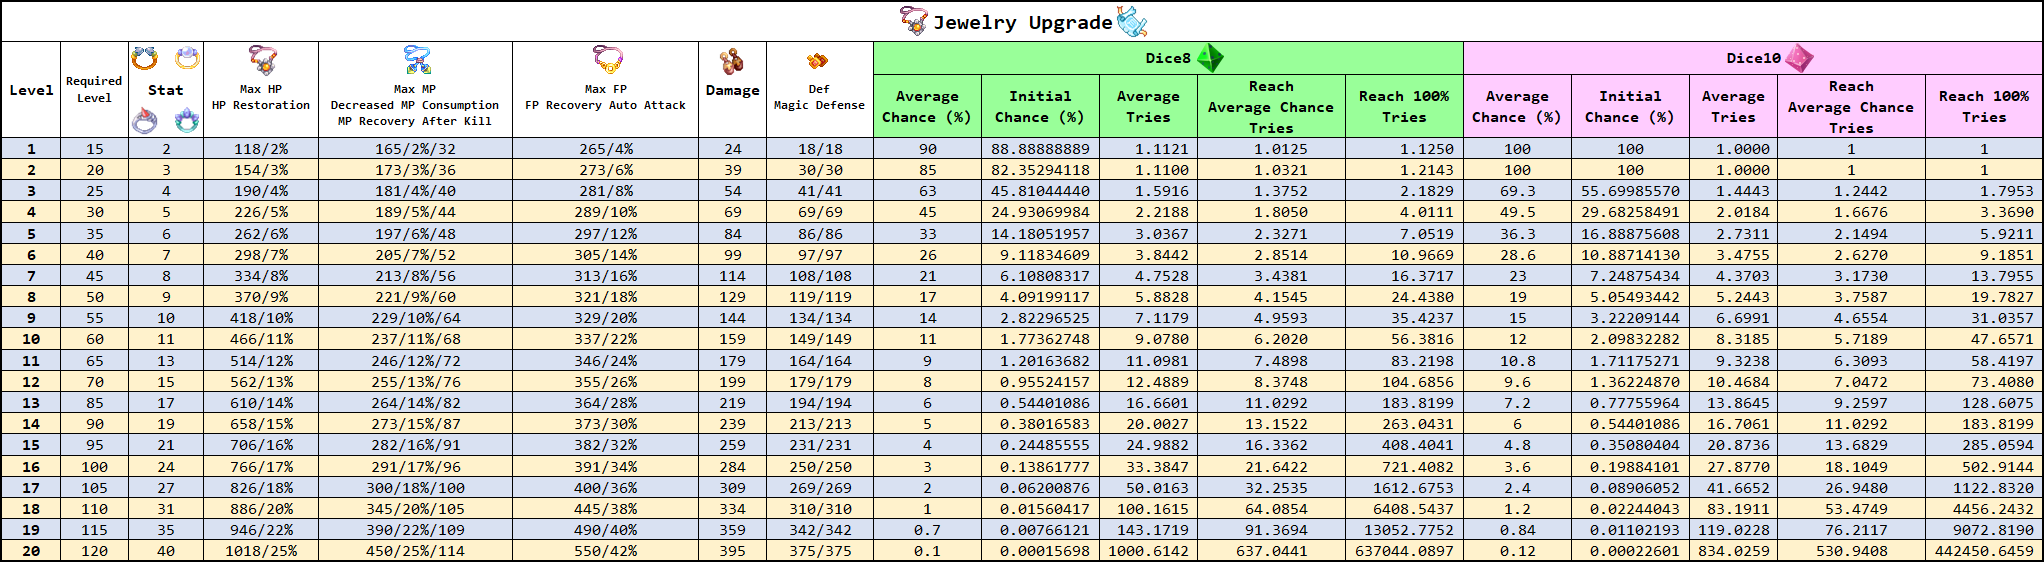 Jewelry Upgrade
Level Required Level Stat Max HP HP Restoration Max MP Decreased MP Consumption MP Recovery After Kill Max FP FP Recovery Auto Attack Damage Def Magic Defense Dice8 Dice10
Average Chance (%) Initial Chance (%) Average Tries Reach Average Chance Tries Reach 100% Tries Average Chance (%) Initial Chance (%) Average Tries Reach Average Chance Tries Reach 100% Tries
1 15 2 118/2% 165/2%/32 265/4% 24 18/18 90 88.88888889 1.1121 1.0125 1.1250 100 100 1.0000 1 1
2 20 3 154/3% 173/3%/36 273/6% 39 30/30 85 82.35294118 1.1100 1.0321 1.2143 100 100 1.0000 1 1
3 25 4 190/4% 181/4%/40 281/8% 54 41/41 63 45.81044440 1.5916 1.3752 2.1829 69.3 55.69985570 1.4443 1.2442 1.7953
4 30 5 226/5% 189/5%/44 289/10% 69 69/69 45 24.93069984 2.2188 1.8050 4.0111 49.5 29.68258491 2.0184 1.6676 3.3690
5 35 6 262/6% 197/6%/48 297/12% 84 86/86 33 14.18051957 3.0367 2.3271 7.0519 36.3 16.88875608 2.7311 2.1494 5.9211
6 40 7 298/7% 205/7%/52 305/14% 99 97/97 26 9.11834609 3.8442 2.8514 10.9669 28.6 10.88714130 3.4755 2.6270 9.1851
7 45 8 334/8% 213/8%/56 313/16% 114 108/108 21 6.10808317 4.7528 3.4381 16.3717 23 7.24875434 4.3703 3.1730 13.7955
8 50 9 370/9% 221/9%/60 321/18% 129 119/119 17 4.09199117 5.8828 4.1545 24.4380 19 5.05493442 5.2443 3.7587 19.7827
9 55 10 418/10% 229/10%/64 329/20% 144 134/134 14 2.82296525 7.1179 4.9593 35.4237 15 3.22209144 6.6991 4.6554 31.0357
10 60 11 466/11% 237/11%/68 337/22% 159 149/149 11 1.77362748 9.0780 6.2020 56.3816 12 2.09832282 8.3185 5.7189 47.6571
11 65 13 514/12% 246/12%/72 346/24% 179 164/164 9 1.20163682 11.0981 7.4898 83.2198 10.8 1.71175271 9.3238 6.3093 58.4197
12 70 15 562/13% 255/13%/76 355/26% 199 179/179 8 0.95524157 12.4889 8.3748 104.6856 9.6 1.36224870 10.4684 7.0472 73.4080
13 85 17 610/14% 264/14%/82 364/28% 219 194/194 6 0.54401086 16.6601 11.0292 183.8199 7.2 0.77755964 13.8645 9.2597 128.6075
14 90 19 658/15% 273/15%/87 373/30% 239 213/213 5 0.38016583 20.0027 13.1522 263.0431 6 0.54401086 16.7061 11.0292 183.8199
15 95 21 706/16% 282/16%/91 382/32% 259 231/231 4 0.24485555 24.9882 16.3362 408.4041 4.8 0.35080404 20.8736 13.6829 285.0594
16 100 24 766/17% 291/17%/96 391/34% 284 250/250 3 0.13861777 33.3847 21.6422 721.4082 3.6 0.19884101 27.8770 18.1049 502.9144
17 105 27 826/18% 300/18%/100 400/36% 309 269/269 2 0.06200876 50.0163 32.2535 1612.6753 2.4 0.08906052 41.6652 26.9480 1122.8320
18 110 31 886/20% 345/20%/105 445/38% 334 310/310 1 0.01560417 100.1615 64.0854 6408.5437 1.2 0.02244043 83.1911 53.4749 4456.2432
19 115 35 946/22% 390/22%/109 490/40% 359 342/342 0.7 0.00766121 143.1719 91.3694 13052.7752 0.84 0.01102193 119.0228 76.2117 9072.8190
20 120 40 1018/25% 450/25%/114 550/42% 395 375/375 0.1 0.00015698 1000.6142 637.0441 637044.0897 0.12 0.00022601 834.0259 530.9408 442450.6459